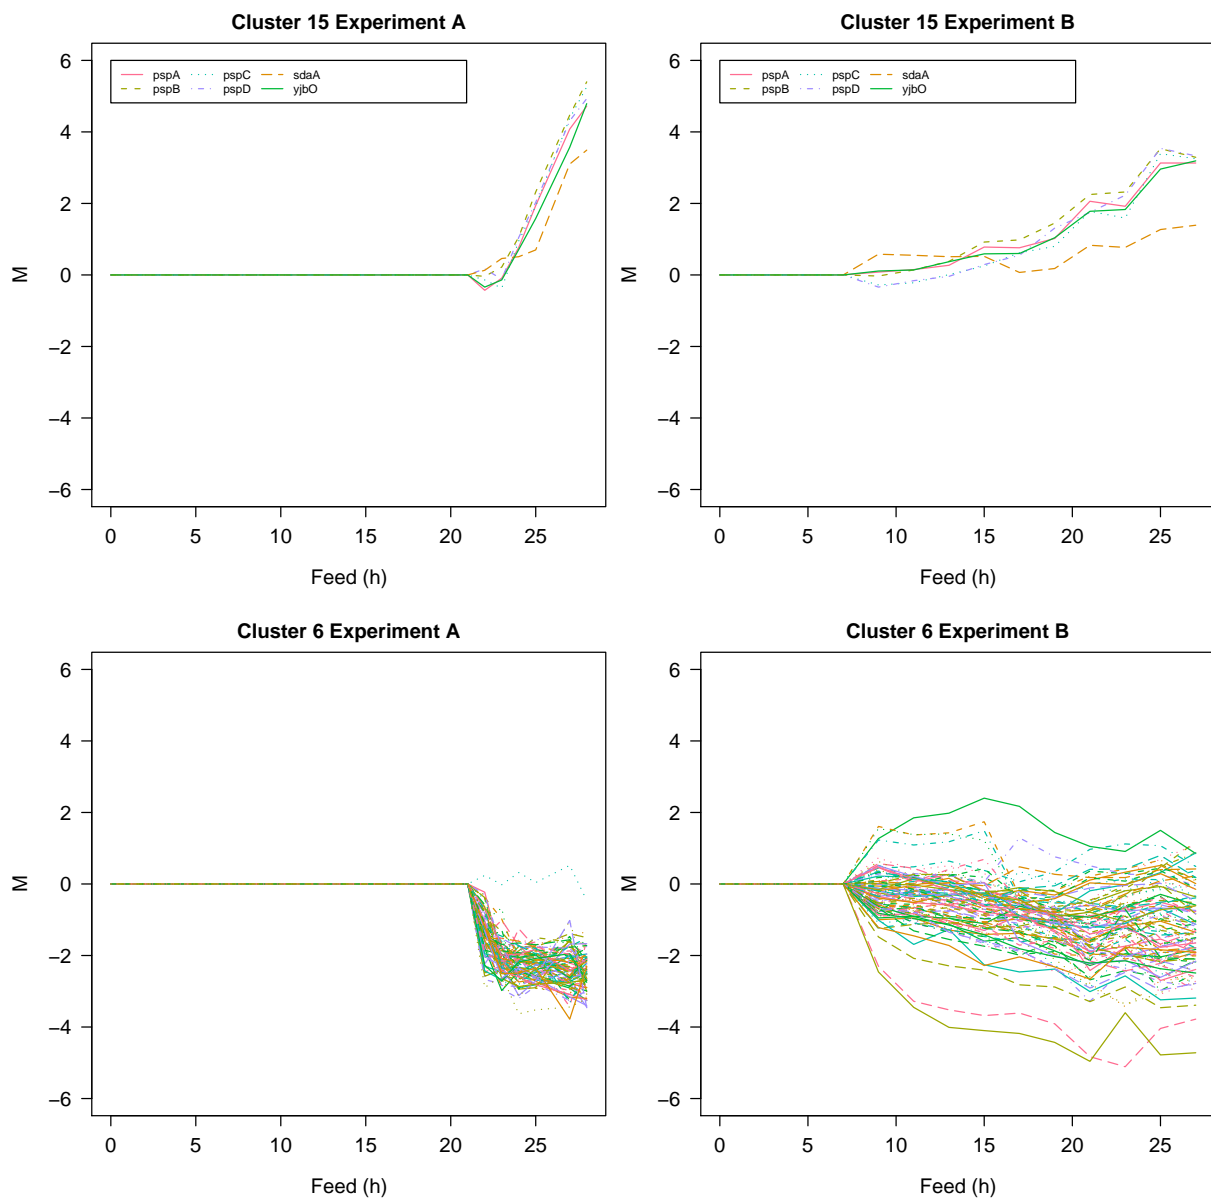 Cluster 15 Experiment A
6
4
2
0
−2
−4
−6
M
pspA pspC sdaA
pspB pspD yjbO
0 5 10 15 20 25
Feed (h)
Cluster 15 Experiment B
6
4
2
0
−2
−4
−6
M
pspA pspC sdaA
pspB pspD yjbO
0 5 10 15 20 25
Feed (h)
Cluster 6 Experiment A
6
4
2
0
−2
−4
−6
M
0 5 10 15 20 25
Feed (h)
Cluster 6 Experiment B
6
4
2
0
−2
−4
−6
M
0 5 10 15 20 25
Feed (h)